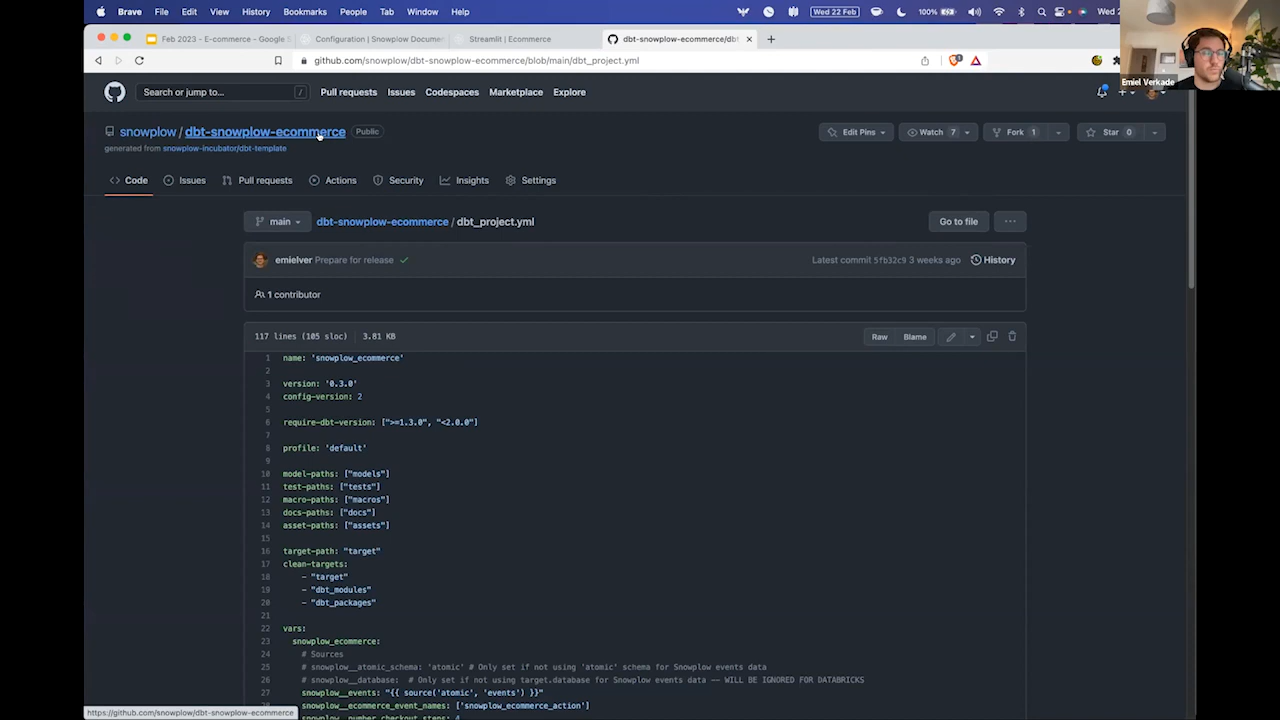 Brave File Edit View History Bookmarks People Tab Window Help Wed 22 Feb 100% Wed 2
Feb 2023 - E-commerce - Google S
Configuration | Snowplow Documen
Streamlit | Ecommerce
dbt-snowplow-ecommerce/dbt_
github.com/snowplow/dbt-snowplow-ecommerce/blob/main/dbt_project.yml
Emiel Verkade
Search or jump to... /
Pull requests Issues Codespaces Marketplace Explore
snowplow / dbt-snowplow-ecommerce Public
Edit Pins Watch 7 Fork 1 Star 0
generated from snowplow-incubator/dbt-template
Code Issues Pull requests Actions Security Insights Settings
main dbt-snowplow-ecommerce / dbt_project.yml Go to file ...
emielver Prepare for release Latest commit 5fb32c9 3 weeks ago History
1 contributor
117 lines (105 sloc) 3.81 KB Raw Blame
1 name: 'snowplow_ecommerce'
2
3 version: '0.3.0'
4 config-version: 2
5
6 require-dbt-version: [">=1.3.0", "<2.0.0"]
7
8 profile: 'default'
9
10 model-paths: ["models"]
11 test-paths: ["tests"]
12 macro-paths: ["macros"]
13 docs-paths: ["docs"]
14 asset-paths: ["assets"]
15
16 target-path: "target"
17 clean-targets:
18 - "target"
19 - "dbt_modules"
20 - "dbt_packages"
21
22 vars:
23 snowplow_ecommerce:
24 # Sources
25 # snowplow__atomic_schema: 'atomic' # Only set if not using 'atomic' schema for Snowplow events data
26 # snowplow__database: # Only set if not using target.database for Snowplow events data -- WILL BE IGNORED FOR DATABRICKS
27 snowplow__events: "{{ source('atomic', 'events') }}"
28 snowplow__ecommerce_event_names: ['snowplow_ecommerce_action']
snowplow__number_checkout_steps: 4
https://github.com/snowplow/dbt-snowplow-ecommerce